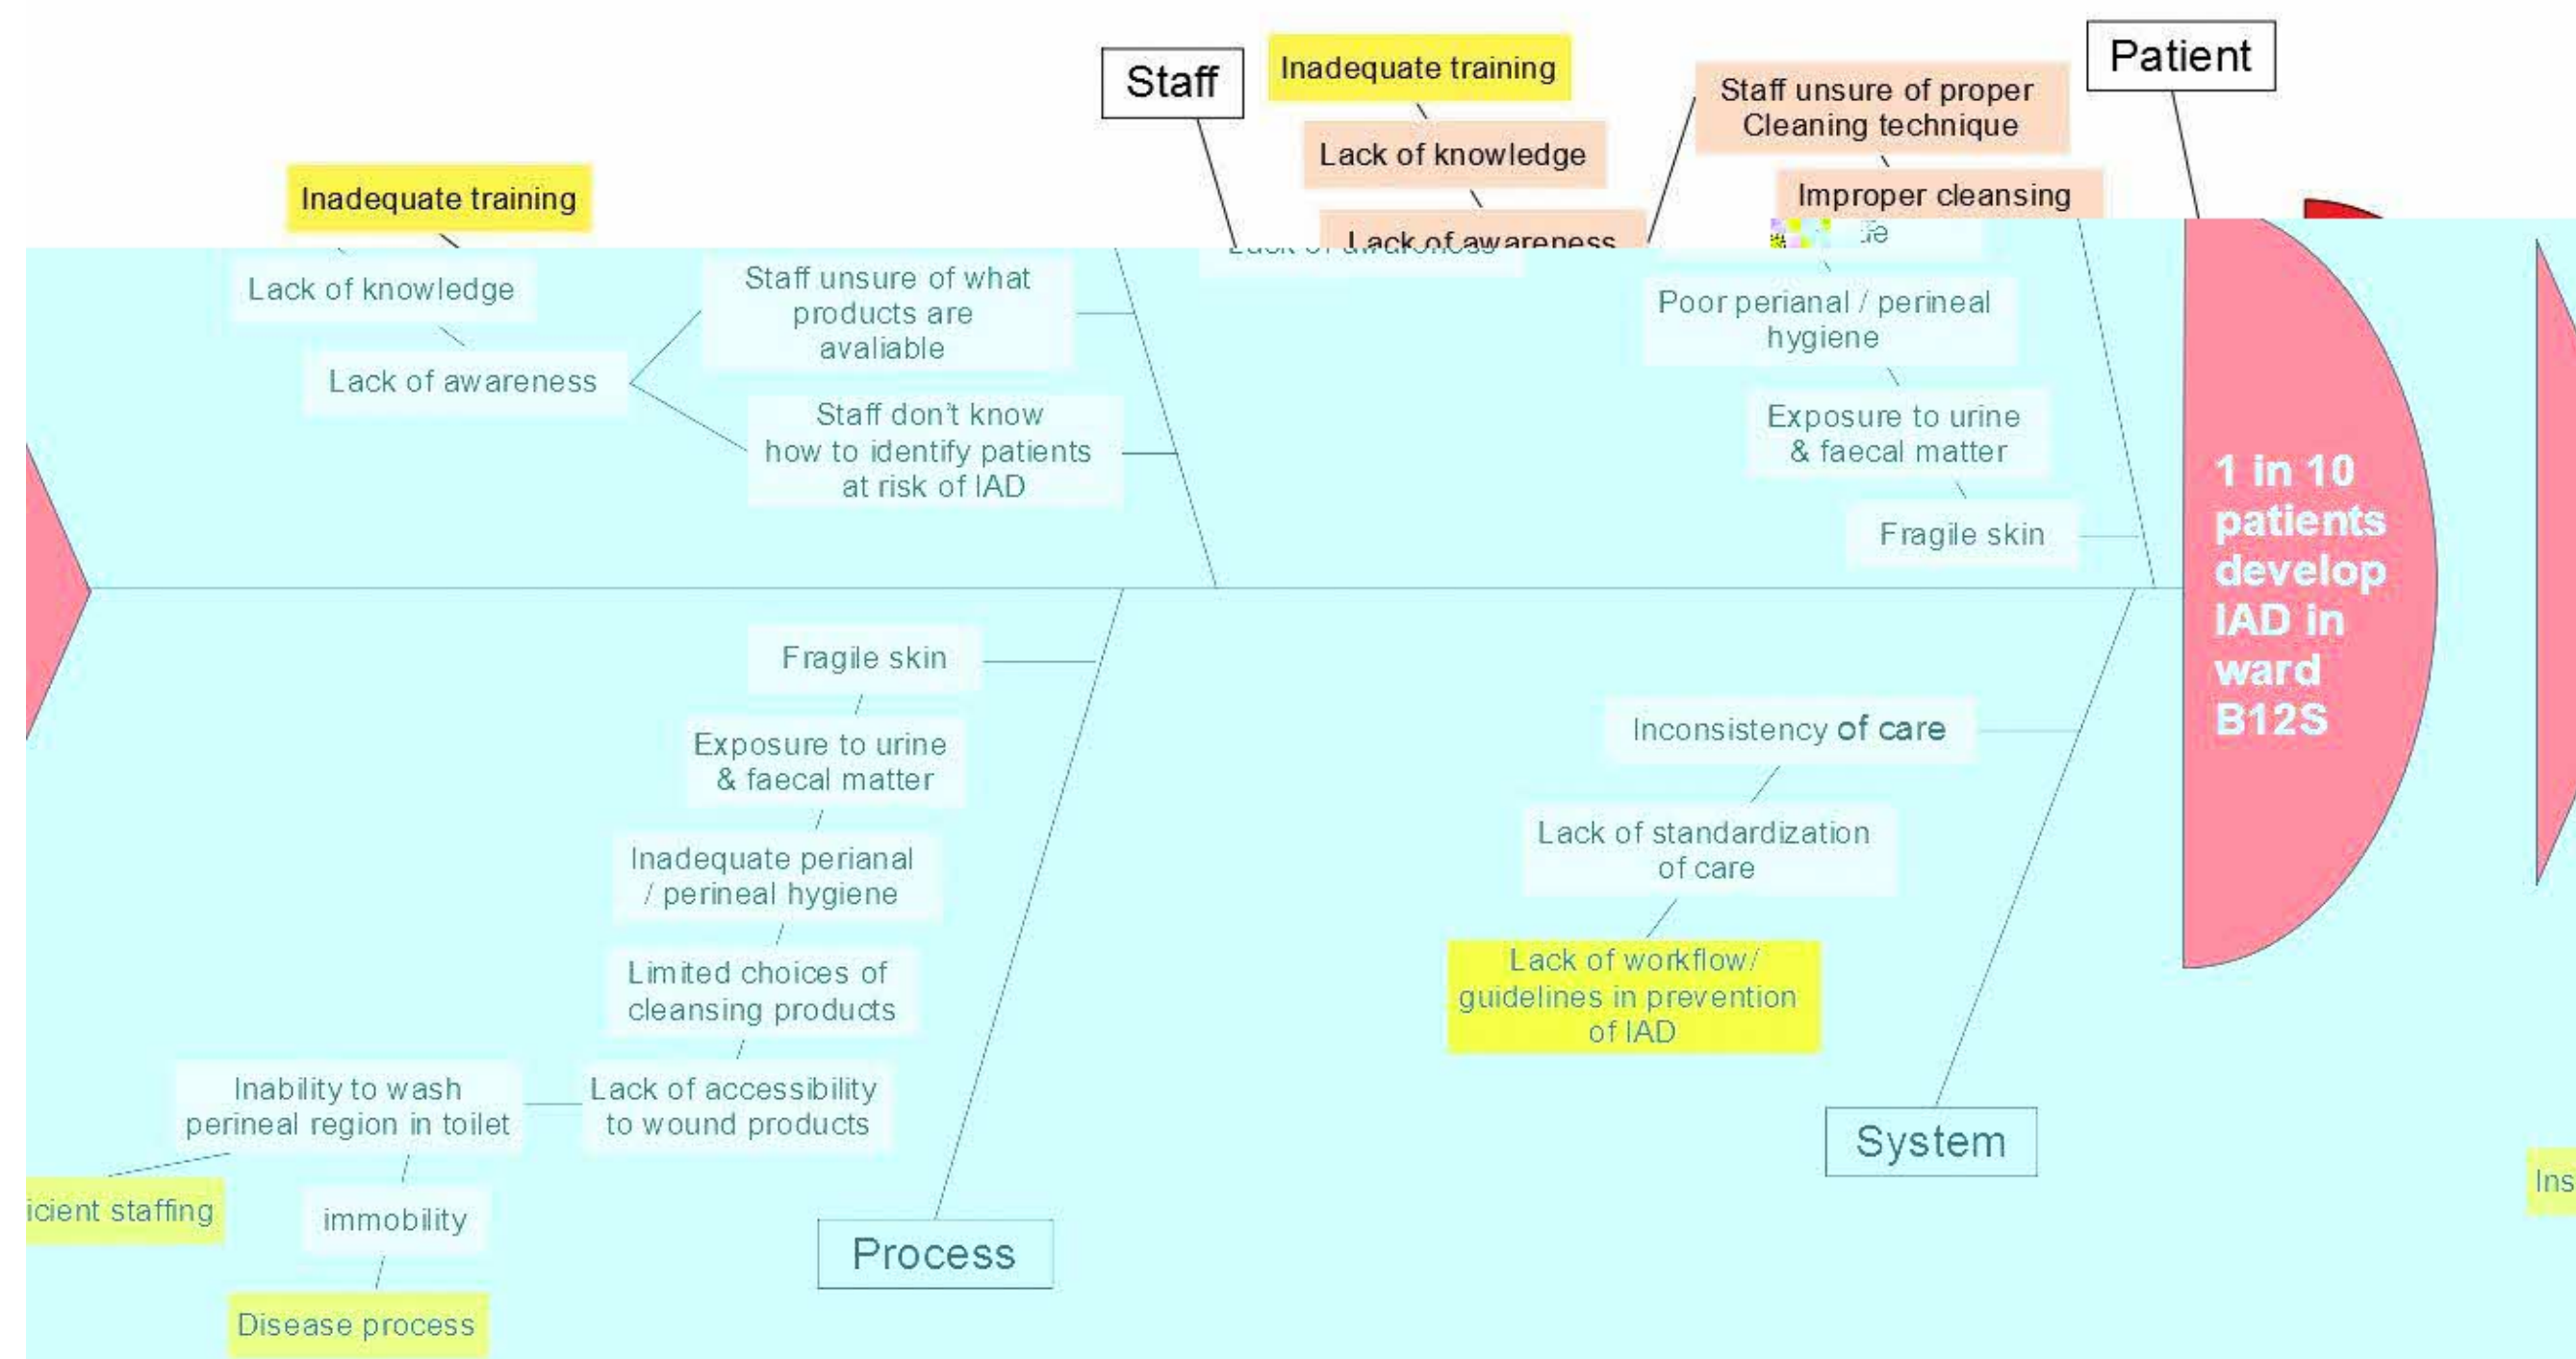 Staff
Inadequate training
Patient
Staff unsure of proper
Cleaning technique
Lack of knowledge
Improper cleansing
Lack of awareness
Inadequate training
Lack of knowledge
Lack of awareness
Staff unsure of what
products are
avaliable
Staff don't know
how to identify patients
at risk of IAD
Poor perianal / perineal
hygiene
Exposure to urine
& faecal matter
Fragile skin
1 in 10
patients
develop
IAD in
ward
B12S
Fragile skin
Exposure to urine
& faecal matter
Inadequate perianal
/ perineal hygiene
Limited choices of
cleansing products
Lack of accessibility
to wound products
Inability to wash
perineal region in toilet
icient staffing
immobility
Disease process
Process
Inconsistency of care
Lack of standardization
of care
Lack of workflow/
guidelines in prevention
of IAD
System
Ins